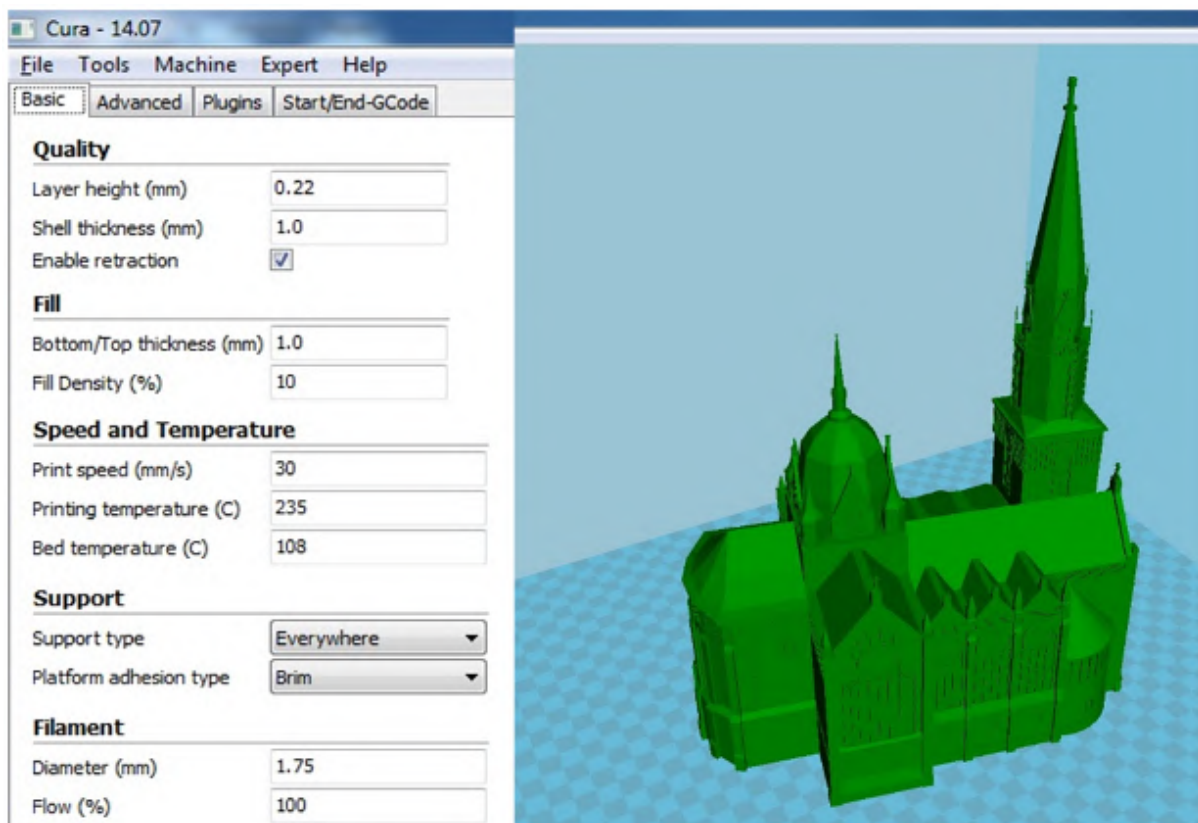 Cura - 14.07
File Tools Machine Expert Help
Basic Advanced Plugins Start/End-GCode
Quality
Layer height (mm) 0.22
Shell thickness (mm) 1.0
Enable retraction
Fill
Bottom/Top thickness (mm) 1.0
Fill Density (%) 10
Speed and Temperature
Print speed (mm/s) 30
Printing temperature (C) 235
Bed temperature (C) 108
Support
Support type Everywhere
Platform adhesion type Brim
Filament
Diameter (mm) 1.75
Flow (%) 100